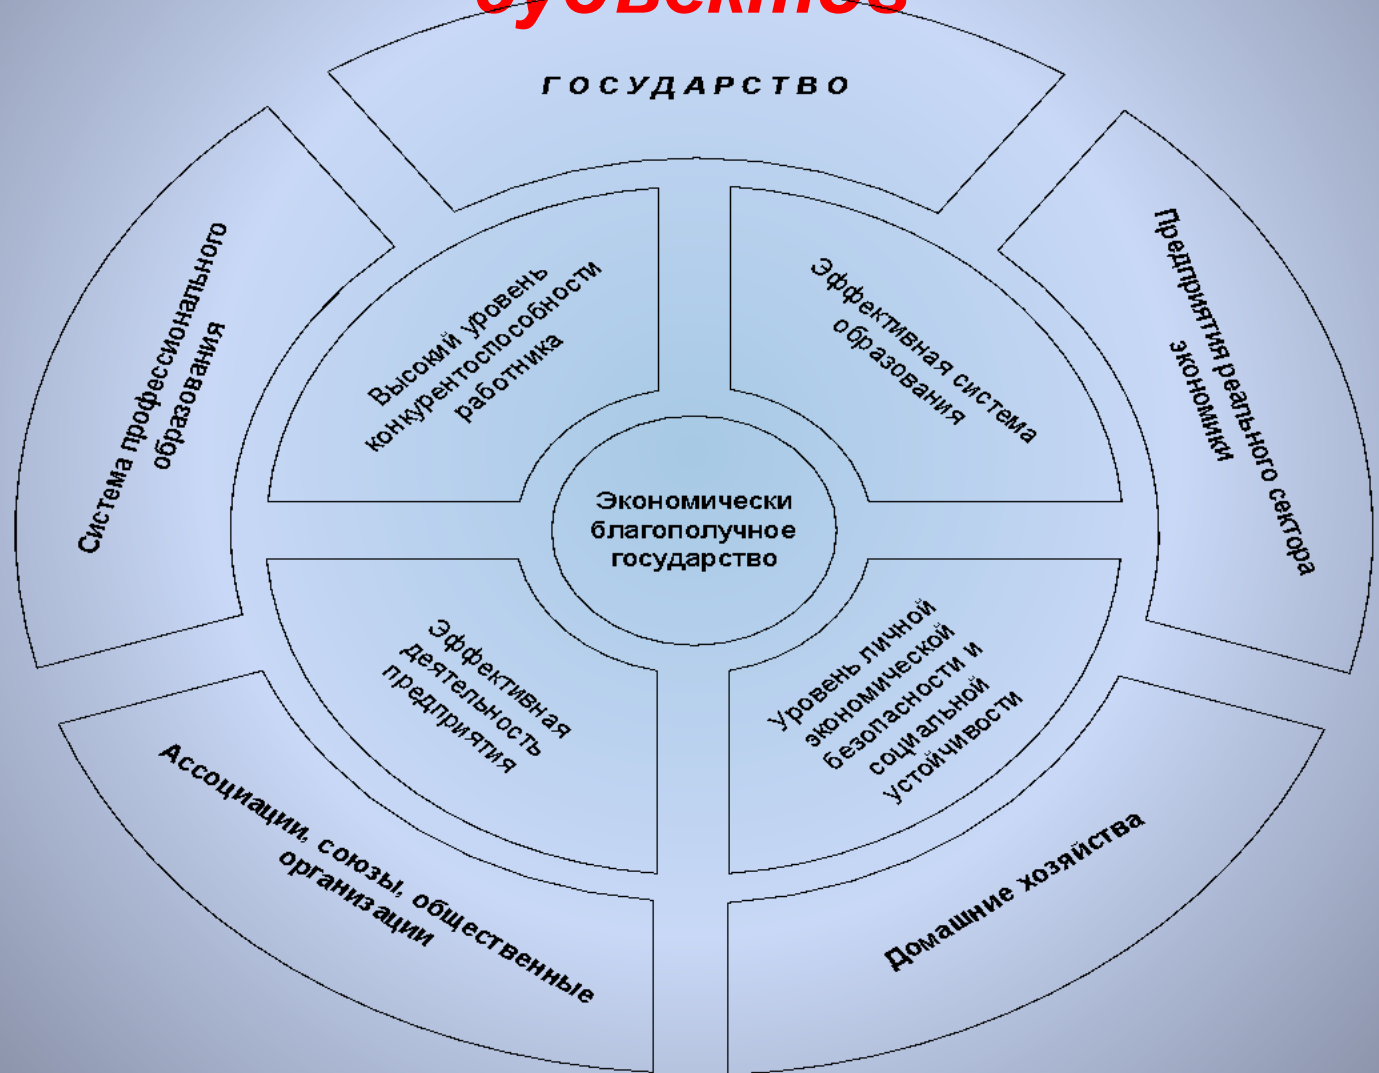 субъектов
ГОСУДАРСТВО
Система профессионального
образования
Предприятия реального сектора
экономики
Высокий уровень
конкурентоспособности
работника
Эффективная система
образования
Экономически
благополучное
государство
Эффективная
деятельность
предприятия
Уровень личной
экономической
безопасности и
социальной
устойчивости
Ассоциации, союзы, общественные
организации
Домашние хозяйства